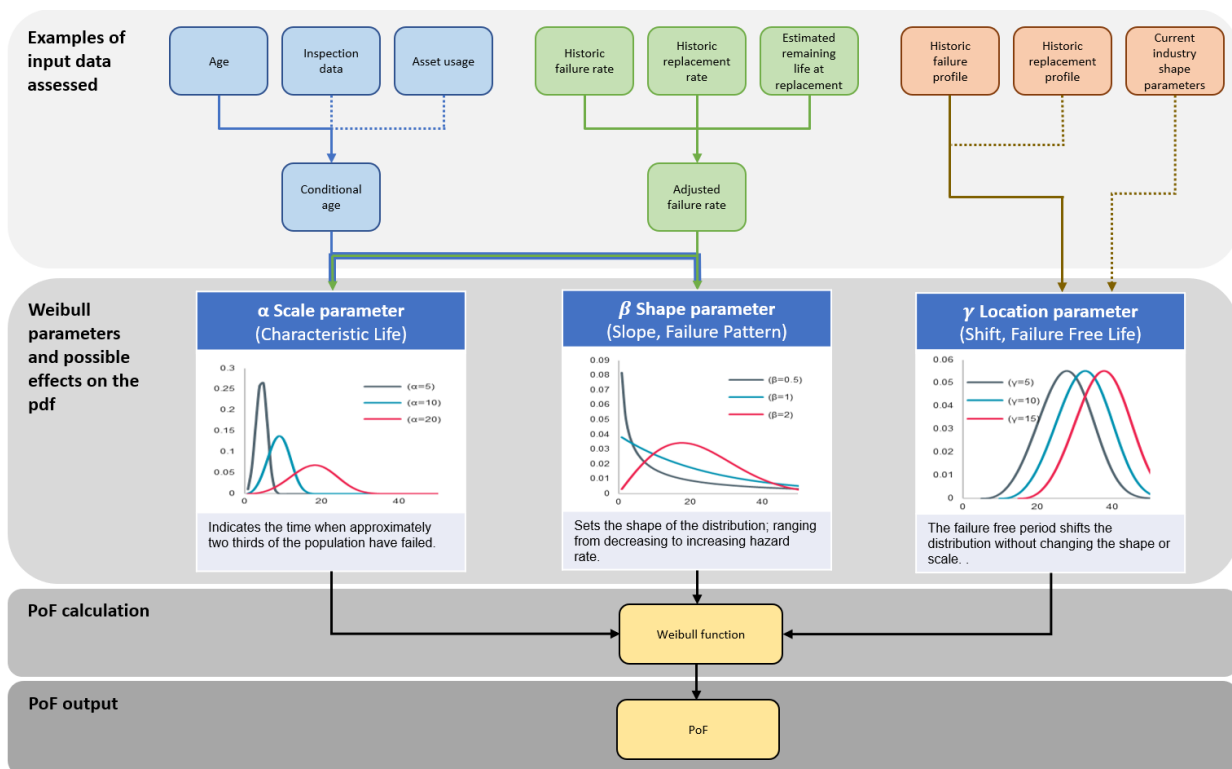 Examples of
input data
assessed
Age
Inspection
data
Asset usage
Historic
failure rate
Historic
replacement
rate
Estimated
remaining
life at
replacement
Historic
failure
profile
Historic
replacement
profile
Current
industry
shape
parameters
Conditional
age
Adjusted
failure rate
Weibull
parameters
and possible
effects on the
pdf
α Scale parameter
(Characteristic Life)
0.3
0.25
0.2
0.15
0.1
0.05
0
0
20
40
(α=5)
(α=10)
(α=20)
Indicates the time when approximately
two thirds of the population have failed.
β Shape parameter
(Slope, Failure Pattern)
0.09
0.08
0.07
0.06
0.05
0.04
0.03
0.02
0.01
0
0
20
40
(β=0.5)
(β=1)
(β=2)
Sets the shape of the distribution; ranging
from decreasing to increasing hazard
rate.
γ Location parameter
(Shift, Failure Free Life)
0.06
0.05
0.04
0.03
0.02
0.01
0
0
20
40
(γ=5)
(γ=10)
(γ=15)
The failure free period shifts the
distribution without changing the shape or
scale. .
PoF calculation
Weibull function
PoF output
PoF